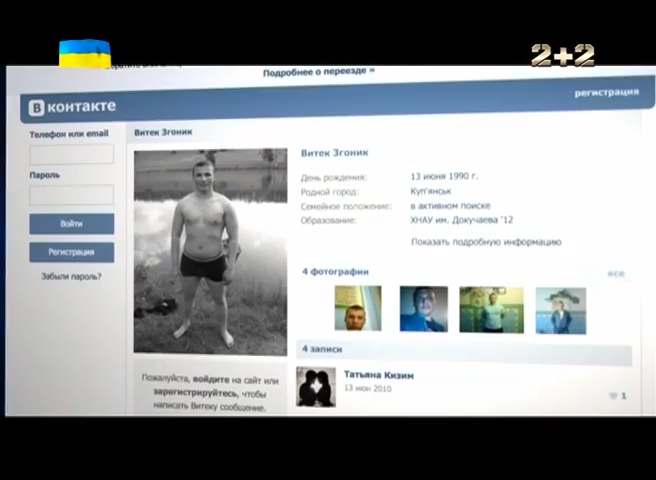 2+2
Подробнее о переезде »
В контакте
регистрация
Телефон или email
Пароль
Войти
Регистрация
Забыли пароль?
Витек Згоник
Витек Згоник
День рождения: 13 июня 1990 г.
Родной город: Куп'янськ
Семейное положение: в активном поиске
Образование: ХНАУ им. Докучаева '12
Показать подробную информацию
4 фотографии
все
4 записи
Татьяна Кизим
13 июн 2010
1
Пожалуйста, войдите на сайт или
зарегистрируйтесь, чтобы
написать Витеку сообщение.